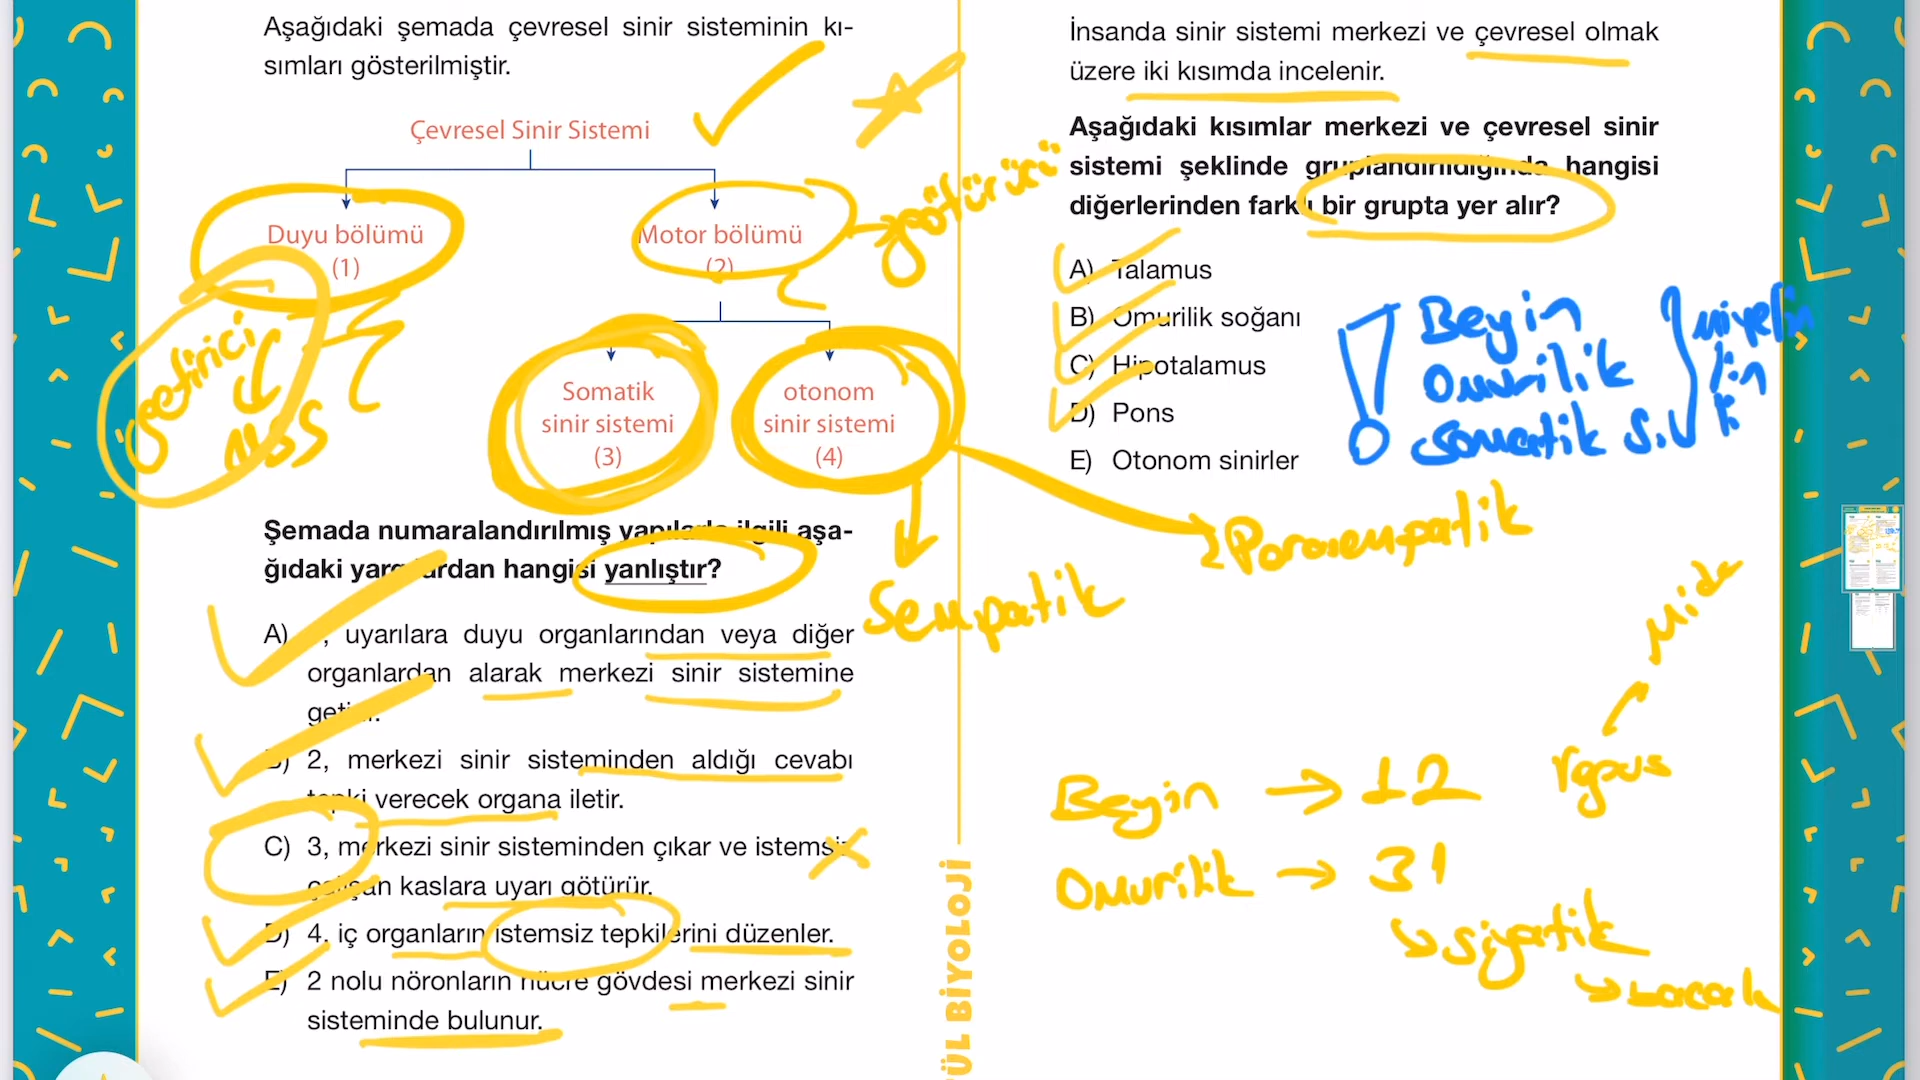 Aşağıdaki şemada çevresel sinir sisteminin kı-
sımları gösterilmiştir.
Çevresel Sinir Sistemi
Duyu bölümü
(1)
Motor bölümü
(2)
götürücü
getirici
MSS
Somatik
sinir sistemi
(3)
otonom
sinir sistemi
(4)
Sempatik
Parasempatik
Şemada numaralandırılmış yapılarla ilgili aşa-
ğıdaki yargılardan hangisi yanlıştır?
A) , uyarılara duyu organlarından veya diğer
organlardan alarak merkezi sinir sistemine
getirir.
B) 2, merkezi sinir sisteminden aldığı cevabı
tepki verecek organa iletir.
C) 3, merkezi sinir sisteminden çıkar ve istemsiz
çalışan kaslara uyarı götürür.
D) 4. iç organların istemsiz tepkilerini düzenler.
E) 2 nolu nöronların hücre gövdesi merkezi sinir
sisteminde bulunur.
İnsanda sinir sistemi merkezi ve çevresel olmak
üzere iki kısımda incelenir.
Aşağıdaki kısımlar merkezi ve çevresel sinir
sistemi şeklinde gruplandırıldığında hangisi
diğerlerinden farklı bir grupta yer alır?
A) Talamus
B) Omurilik soğanı
C) Hipotalamus
D) Pons
E) Otonom sinirler
Beyin
Omurilik
Somatik S.
Beyin → 12
Omurilik → 31
siyatik
bacak
Vagus
Mide
ÜL BİYOLOJİ